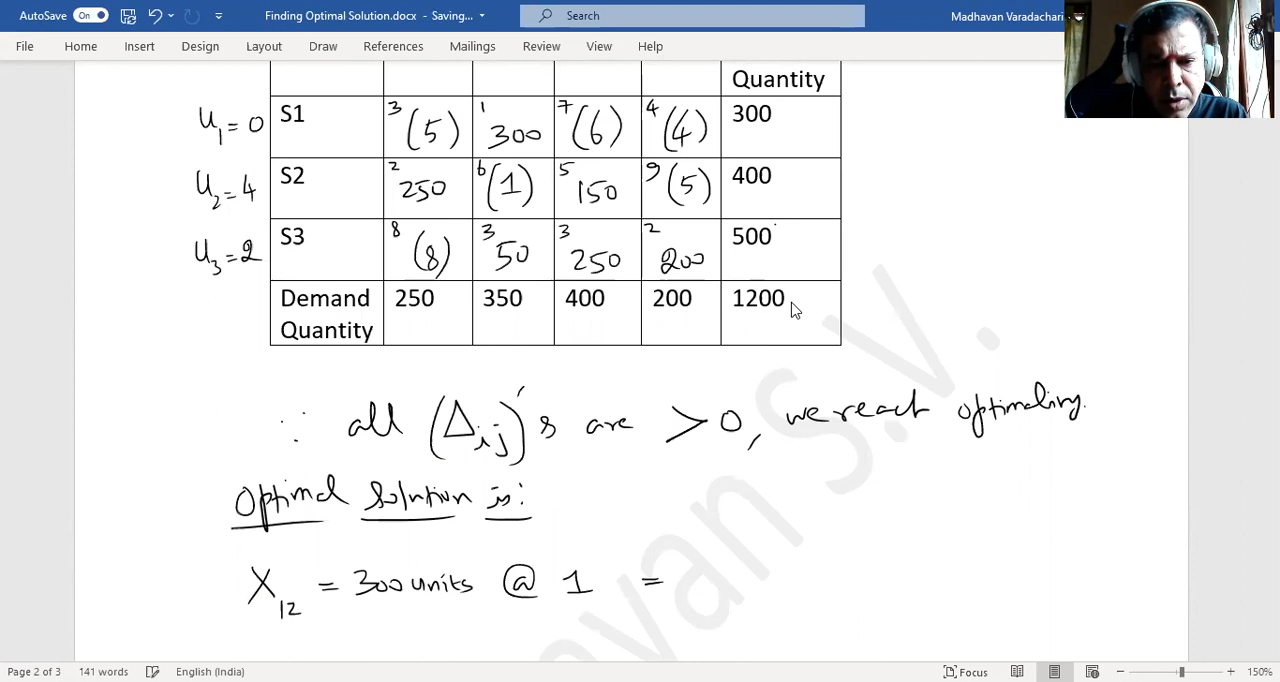 AutoSave On Finding Optimal Solution.docx - Saving... Search Madhavan Varadachari
File Home Insert Design Layout Draw References Mailings Review View Help
Quantity
U1 = 0 S1 3 (5) 1 300 7 (6) 4 (4) 300
U2 = 4 S2 2 250 6 (1) 5 150 9 (5) 400
U3 = 2 S3 8 (8) 3 50 3 250 2 200 500
Demand Quantity 250 350 400 200 1200
∵ all (Δij)'s are > 0, we reach optimality.
Optimal Solution is:
X12 = 300 units @ 1 =
avan S.V.
Page 2 of 3 141 words English (India) Focus 150%